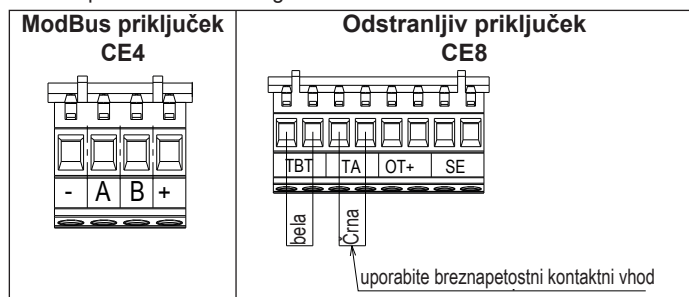 ModBus priključek
CE4
- A B +
Odstranljiv priključek
CE8
TBT TA OT+ SE
bela
Črna
uporabite breznapetostni kontaktni vhod